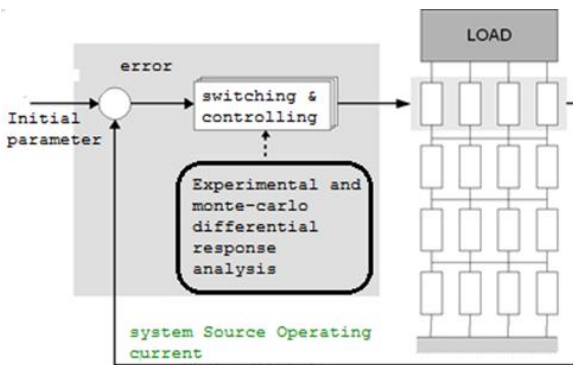 LOAD
error
switching &
controlling
Initial
parameter
Experimental and
monte-carlo
differential
response
analysis
system Source Operating
current